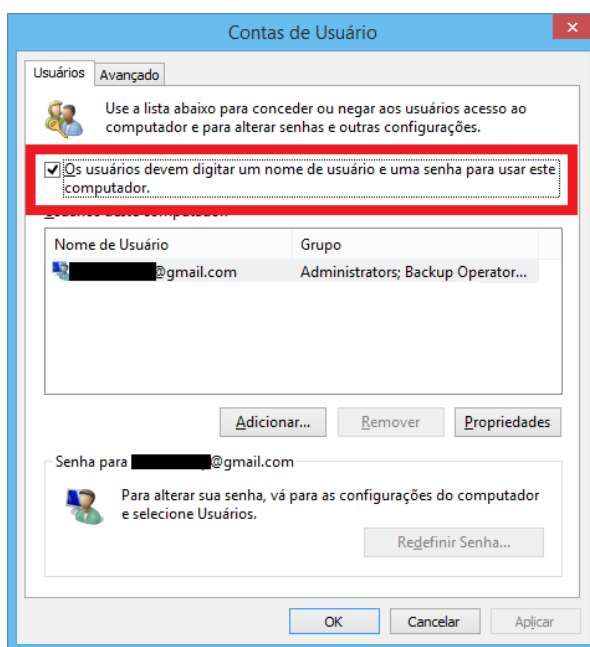 Contas de Usuário
Usuários
Avançado
Use a lista abaixo para conceder ou negar aos usuários acesso ao
computador e para alterar senhas e outras configurações.
Os usuários devem digitar um nome de usuário e uma senha para usar este
computador.
Nome de Usuário Grupo
@gmail.com Administrators; Backup Operator...
Adicionar... Remover Propriedades
Senha para @gmail.com
Para alterar sua senha, vá para as configurações do computador
e selecione Usuários.
Redefinir Senha...
OK Cancelar Aplicar